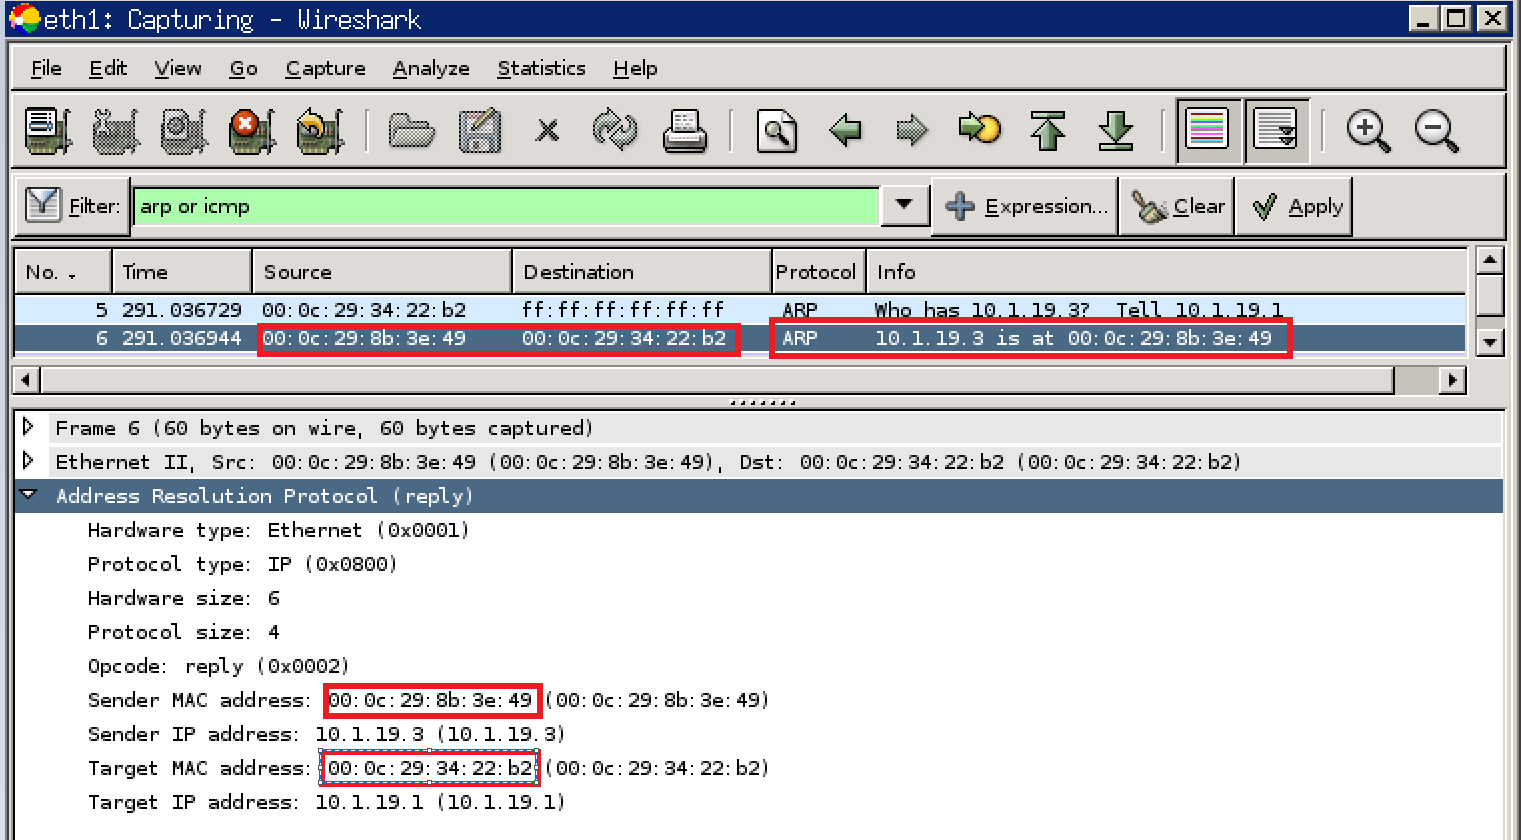 eth1: Capturing - Wireshark
File Edit View Go Capture Analyze Statistics Help
Filter: arp or icmp Expression... Clear Apply
No. Time Source Destination Protocol Info
5 291.036729 00:0c:29:34:22:b2 ff:ff:ff:ff:ff:ff ARP Who has 10.1.19.3? Tell 10.1.19.1
6 291.036944 00:0c:29:8b:3e:49 00:0c:29:34:22:b2 ARP 10.1.19.3 is at 00:0c:29:8b:3e:49
Frame 6 (60 bytes on wire, 60 bytes captured)
Ethernet II, Src: 00:0c:29:8b:3e:49 (00:0c:29:8b:3e:49), Dst: 00:0c:29:34:22:b2 (00:0c:29:34:22:b2)
Address Resolution Protocol (reply)
Hardware type: Ethernet (0x0001)
Protocol type: IP (0x0800)
Hardware size: 6
Protocol size: 4
Opcode: reply (0x0002)
Sender MAC address: 00:0c:29:8b:3e:49 (00:0c:29:8b:3e:49)
Sender IP address: 10.1.19.3 (10.1.19.3)
Target MAC address: 00:0c:29:34:22:b2 (00:0c:29:34:22:b2)
Target IP address: 10.1.19.1 (10.1.19.1)